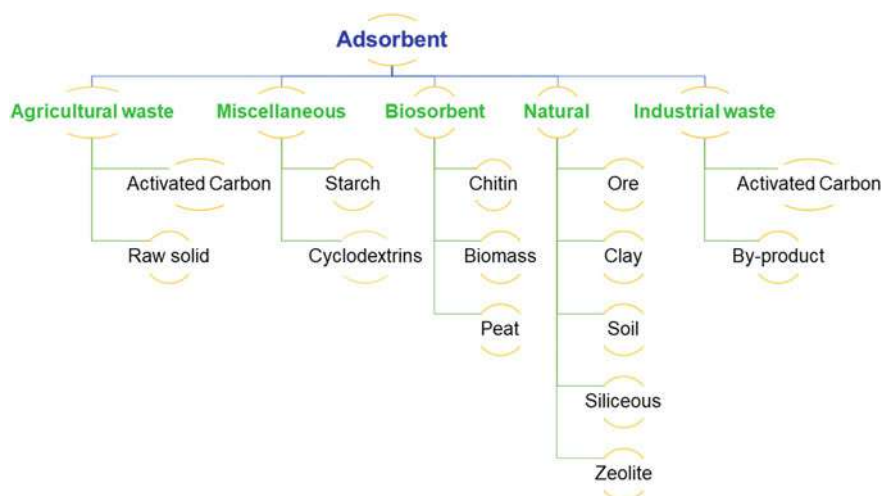 Adsorbent
Agricultural waste
Miscellaneous
Biosorbent
Natural
Industrial waste
Activated Carbon
Starch
Chitin
Ore
Activated Carbon
Raw solid
Cyclodextrins
Biomass
Clay
By-product
Peat
Soil
Siliceous
Zeolite